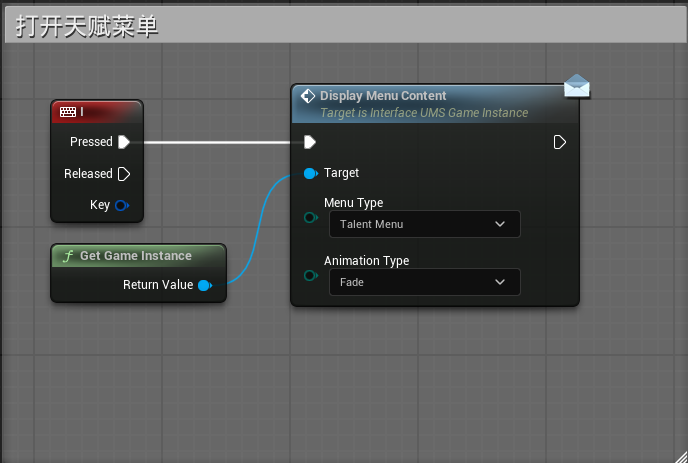 打开天赋菜单
I
Pressed
Released
Key
f Get Game Instance
Return Value
Display Menu Content
Target is Interface UMS Game Instance
Target
Menu Type
Talent Menu
Animation Type
Fade